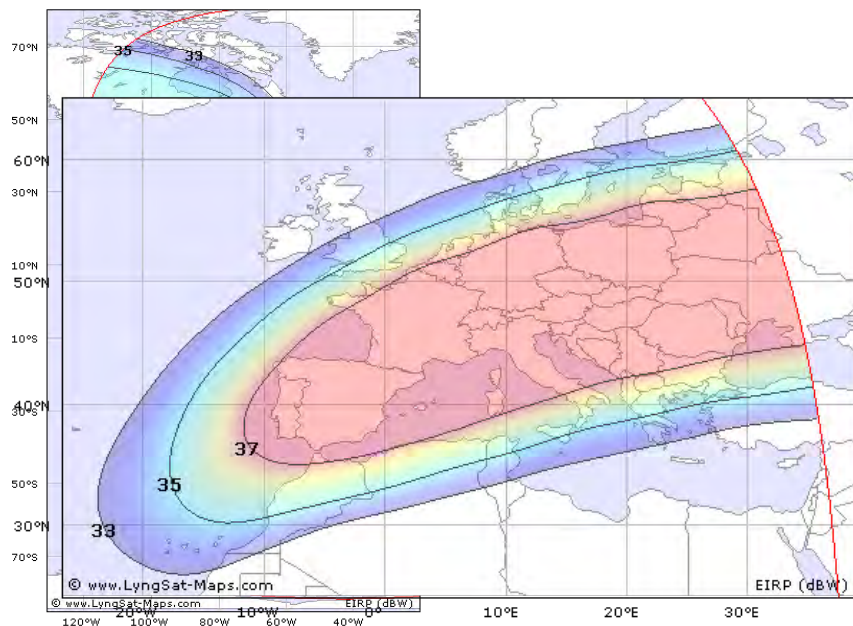 70°N
35
33
50°N
60°N
30°N
10°N
50°N
10°S
40°N
30°S
37
50°S
35
33
30°N
70°S
© www.LyngSat-Maps.com
EIRP (dBW)
© www.LyngSat-Maps.com
EIRP (dBW)
20°W
10°W
0°
10°E
20°E
30°E
120°W
100°W
80°W
60°W
40°W